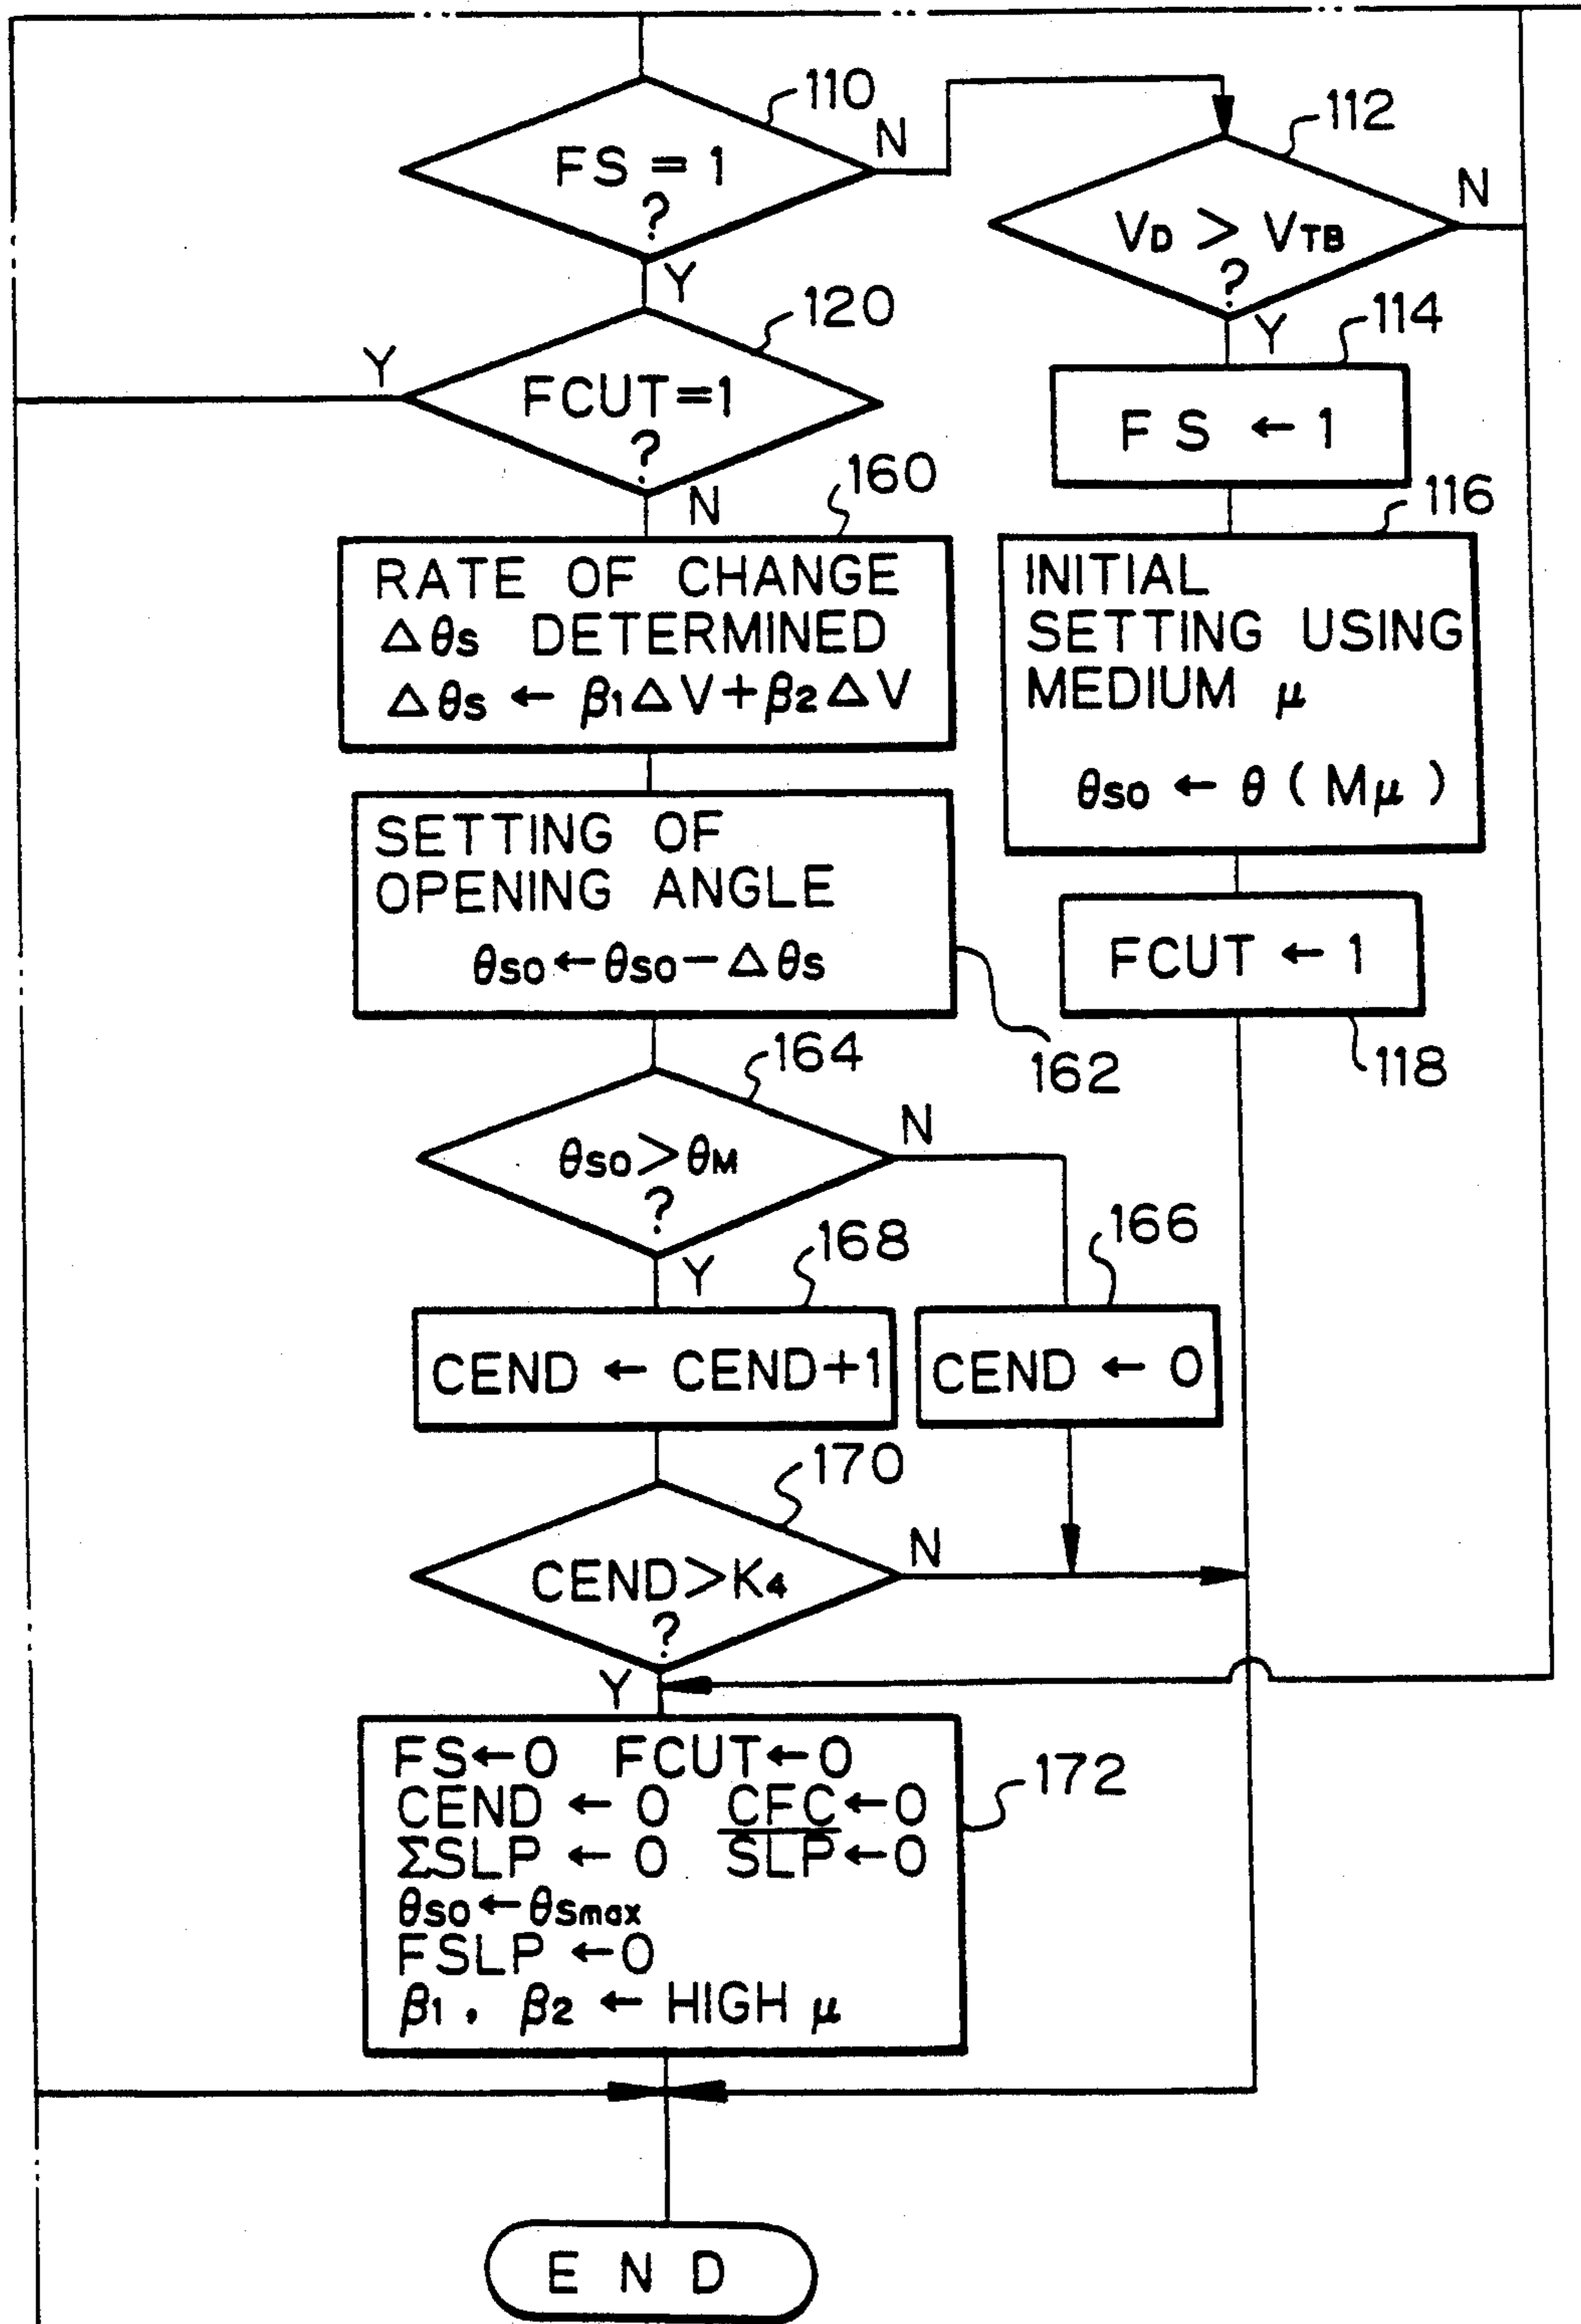 110
FS = 1
?
N
Y
112
VD > VTB
?
N
Y
120
FCUT=1
?
Y
N
114
FS ← 1
160
RATE OF CHANGE
Δθs DETERMINED
Δθs ← β1ΔV+β2ΔV
116
INITIAL
SETTING USING
MEDIUM μ
θso ← θ ( Mμ )
SETTING OF
OPENING ANGLE
θso←θso−Δθs
162
FCUT ← 1
118
164
θso>θM
?
N
Y
168
CEND ← CEND+1
166
CEND ← 0
170
CEND>K4
?
N
Y
172
FS←0 FCUT←0
CEND ← 0 CFC←0
ΣSLP ← 0 S̅L̅P̅←0
θso←θsmax
FSLP ←0
β1, β2 ← HIGH μ
END